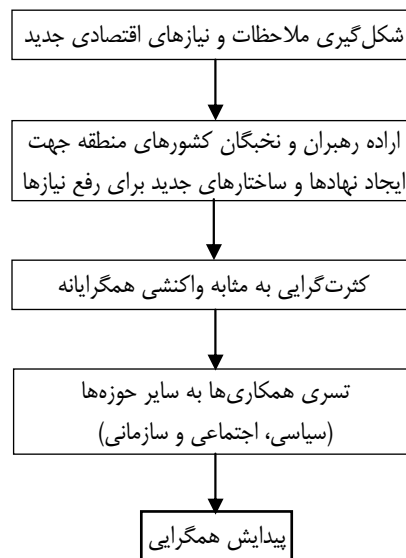 شکل‌گیری ملاحظات و نیازهای اقتصادی جدید
اراده رهبران و نخبگان کشورهای منطقه جهت
ایجاد نهادها و ساختارهای جدید برای رفع نیازها
کثرت‌گرایی به مثابه واکنشی همگرایانه
تسری همکاری‌ها به سایر حوزه‌ها
(سیاسی، اجتماعی و سازمانی)
پیدایش همگرایی